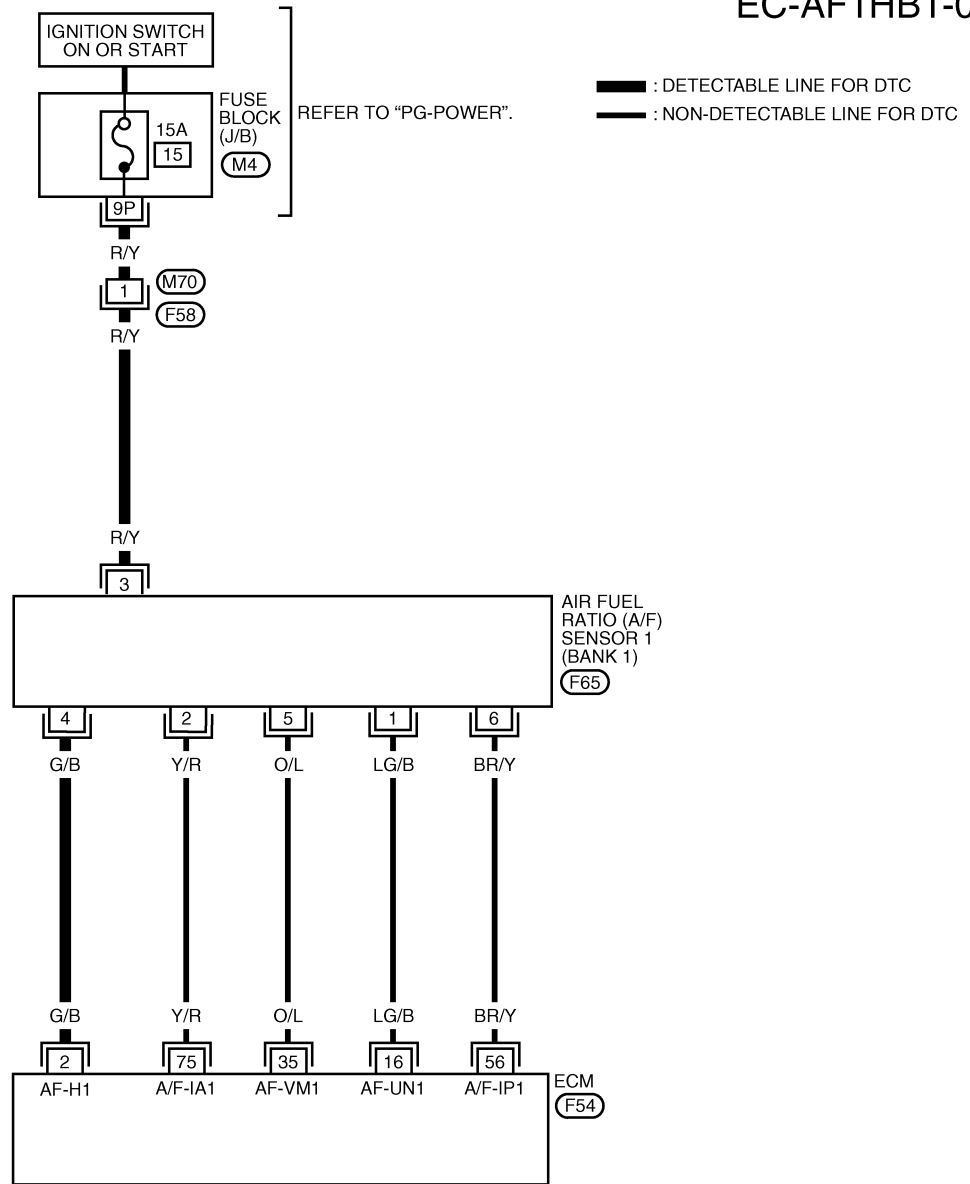 EC-AF1HB1-0
IGNITION SWITCH
ON OR START
FUSE
BLOCK
(J/B)
M4
15A
15
REFER TO “PG-POWER”.
: DETECTABLE LINE FOR DTC
: NON-DETECTABLE LINE FOR DTC
9P
R/Y
1
M70
F58
R/Y
R/Y
3
AIR FUEL
RATIO (A/F)
SENSOR 1
(BANK 1)
F65
4 2 5 1 6
G/B Y/R O/L LG/B BR/Y
G/B Y/R O/L LG/B BR/Y
2 75 35 16 56
AF-H1 A/F-IA1 AF-VM1 AF-UN1 A/F-IP1
ECM
F54